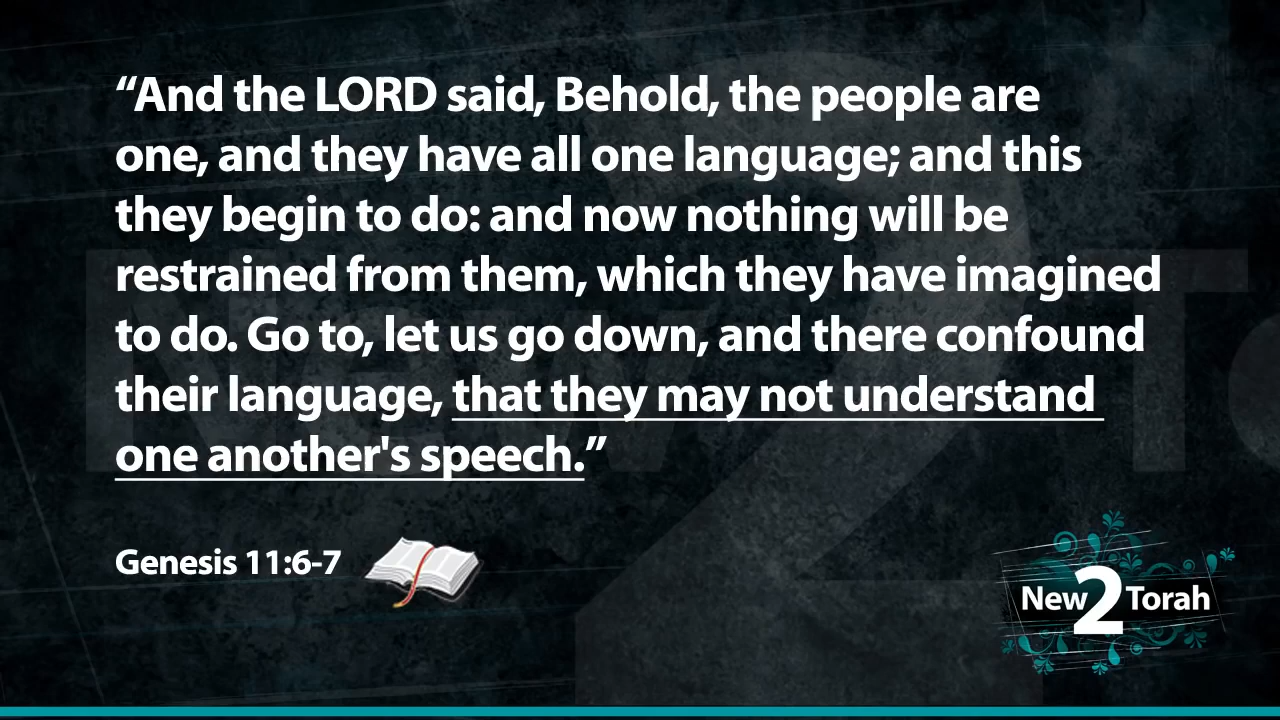 “And the LORD said, Behold, the people are
one, and they have all one language; and this
they begin to do: and now nothing will be
restrained from them, which they have imagined
to do. Go to, let us go down, and there confound
their language, that they may not understand
one another's speech.”
Genesis 11:6-7
New2Torah